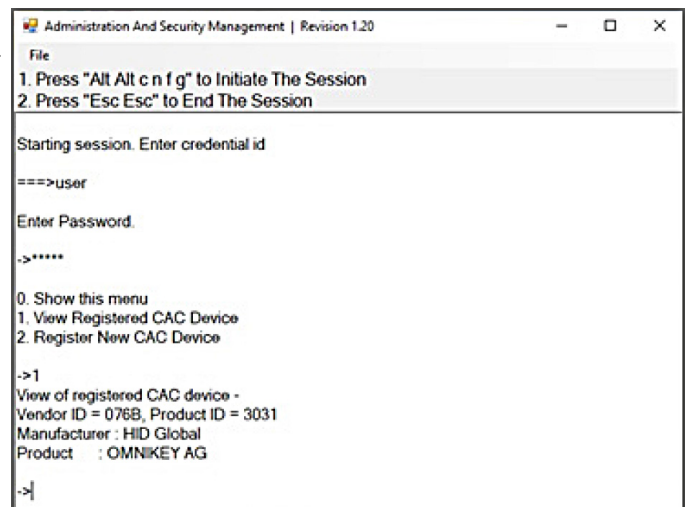 Administration And Security Management | Revision 1.20
File
1. Press "Alt Alt c n f g" to Initiate The Session
2. Press "Esc Esc" to End The Session
Starting session. Enter credential id
===>user
Enter Password.
->*****
0. Show this menu
1. View Registered CAC Device
2. Register New CAC Device
->1
View of registered CAC device -
Vendor ID = 076B, Product ID = 3031
Manufacturer : HID Global
Product : OMNIKEY AG
->